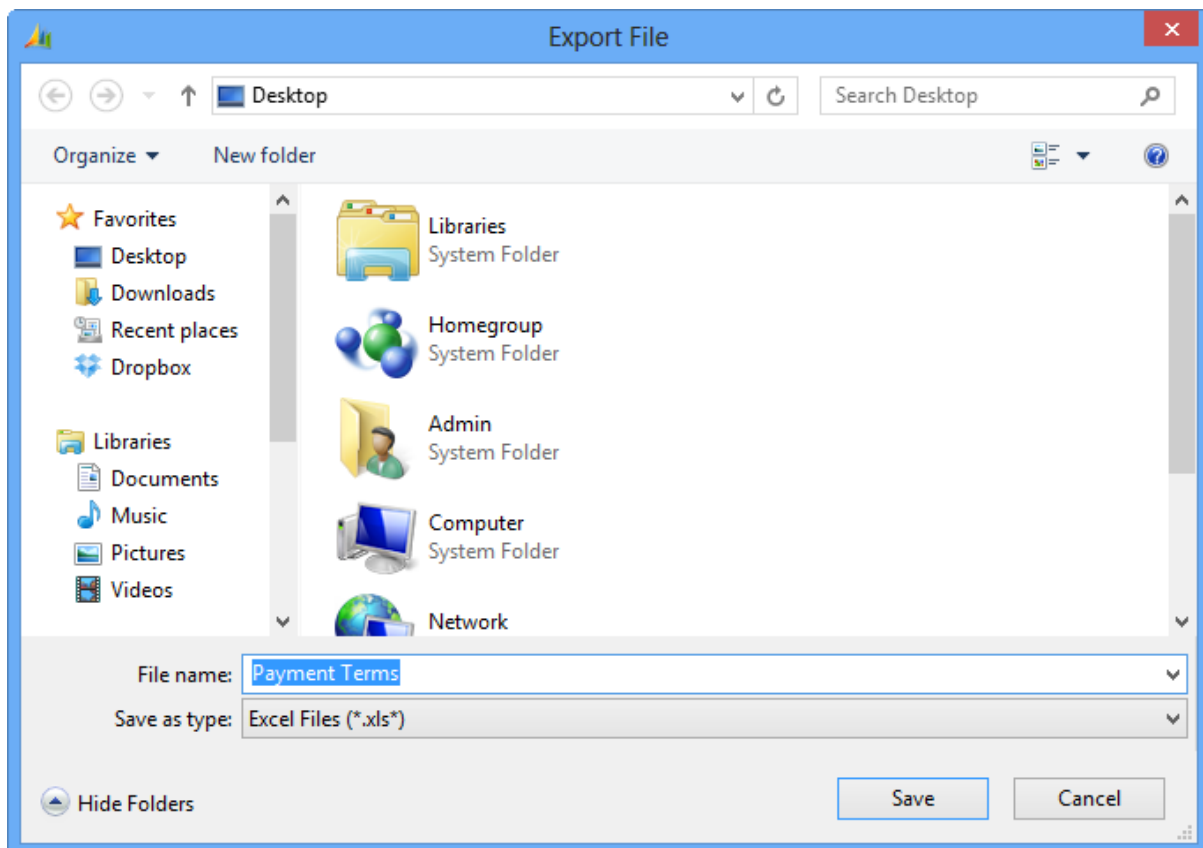 Export File
Desktop
Search Desktop
Organize
New folder
Favorites
Desktop
Downloads
Recent places
Dropbox
Libraries
Documents
Music
Pictures
Videos
Libraries
System Folder
Homegroup
System Folder
Admin
System Folder
Computer
System Folder
Network
File name: Payment Terms
Save as type: Excel Files (*.xls*)
Hide Folders
Save
Cancel